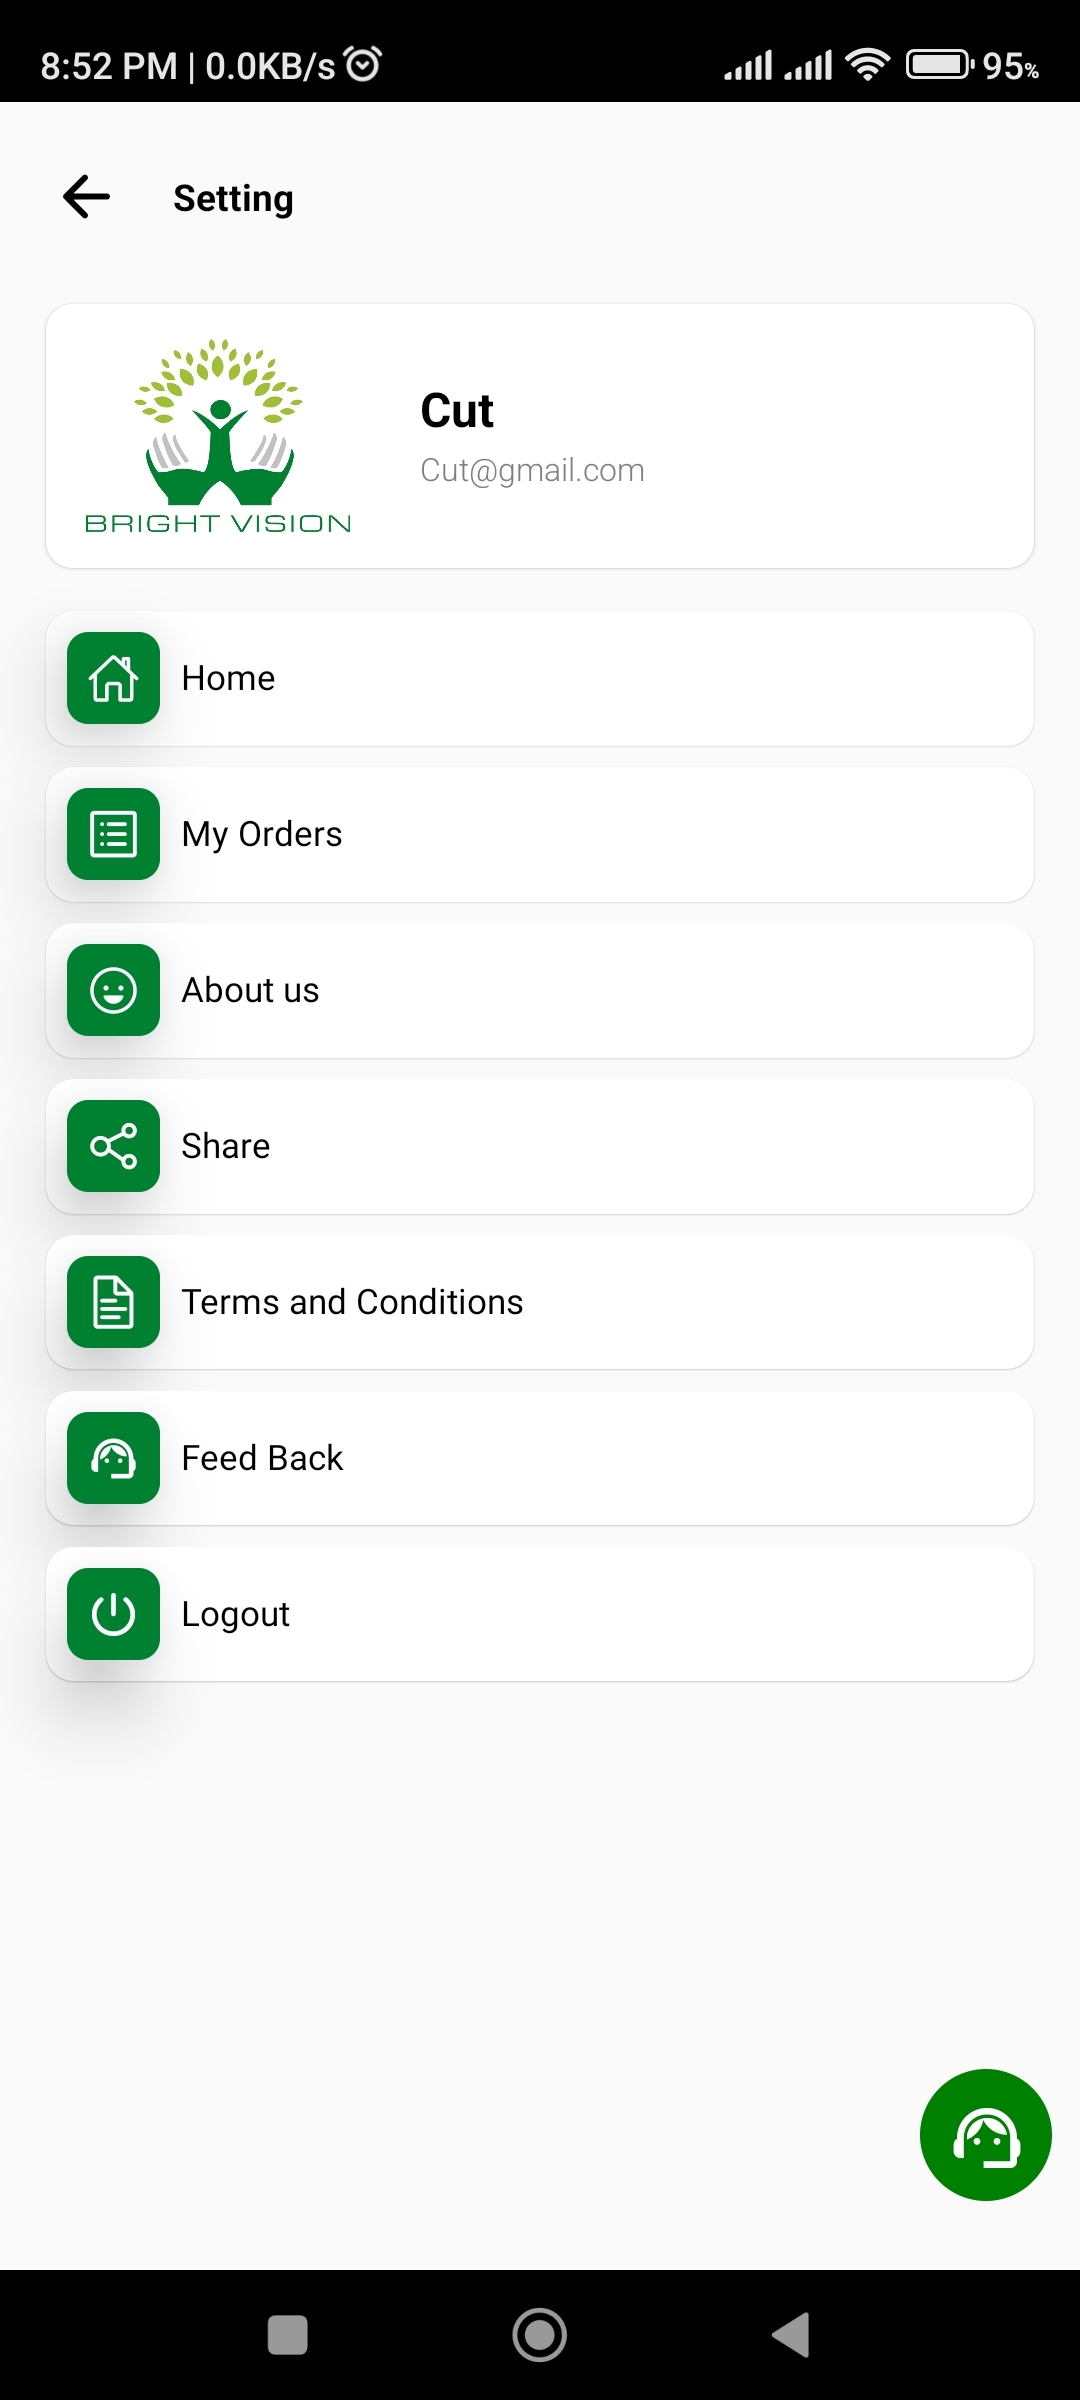 8:52 PM | 0.0KB/s 95%
Setting
Cut
Cut@gmail.com
BRIGHT VISION
Home
My Orders
About us
Share
Terms and Conditions
Feed Back
Logout